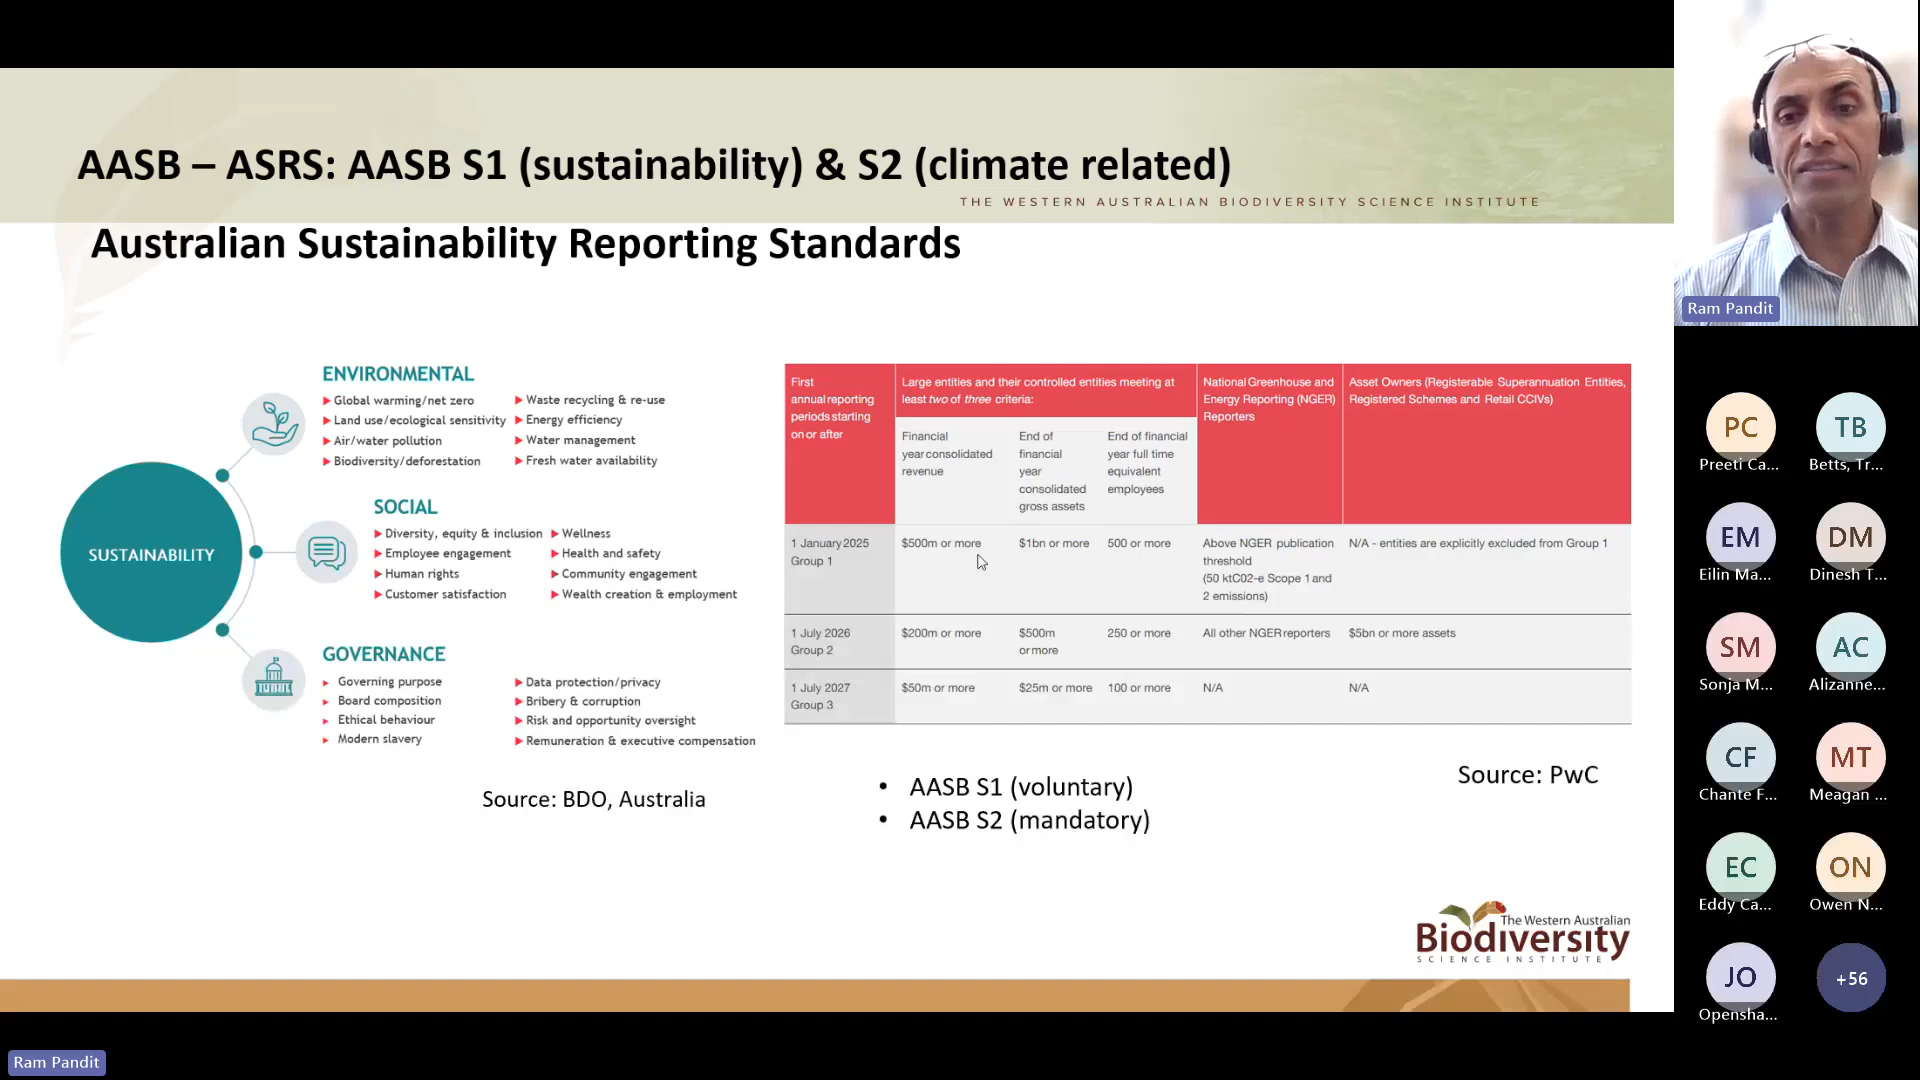 AASB – ASRS: AASB S1 (sustainability) & S2 (climate related)
THE WESTERN AUSTRALIAN BIODIVERSITY SCIENCE INSTITUTE
Australian Sustainability Reporting Standards
SUSTAINABILITY
ENVIRONMENTAL
Global warming/net zero
Land use/ecological sensitivity
Air/water pollution
Biodiversity/deforestation
Waste recycling & re-use
Energy efficiency
Water management
Fresh water availability
SOCIAL
Diversity, equity & inclusion
Employee engagement
Human rights
Customer satisfaction
Wellness
Health and safety
Community engagement
Wealth creation & employment
GOVERNANCE
Governing purpose
Board composition
Ethical behaviour
Modern slavery
Data protection/privacy
Bribery & corruption
Risk and opportunity oversight
Remuneration & executive compensation
Source: BDO, Australia
First
annual reporting
periods starting
on or after
Large entities and their controlled entities meeting at
least two of three criteria:
Financial
year consolidated
revenue
End of
financial
year
consolidated
gross assets
End of financial
year full time
equivalent
employees
National Greenhouse and
Energy Reporting (NGER)
Reporters
Asset Owners (Registerable Superannuation Entities,
Registered Schemes and Retail CCIVs)
1 January 2025
Group 1
$500m or more
$1bn or more
500 or more
Above NGER publication
threshold
(50 ktC02-e Scope 1 and
2 emissions)
N/A - entities are explicitly excluded from Group 1
1 July 2026
Group 2
$200m or more
$500m
or more
250 or more
All other NGER reporters
$5bn or more assets
1 July 2027
Group 3
$50m or more
$25m or more
100 or more
N/A
N/A
• AASB S1 (voluntary)
• AASB S2 (mandatory)
Source: PwC
The Western Australian
Biodiversity
SCIENCE INSTITUTE
Ram Pandit
Ram Pandit
PC
Preeti Ca...
TB
Betts, Tr...
EM
Eilin Ma...
DM
Dinesh T...
SM
Sonja M...
AC
Alizanne...
CF
Chante F...
MT
Meagan ...
EC
Eddy Ca...
ON
Owen N...
JO
Opensha...
+56